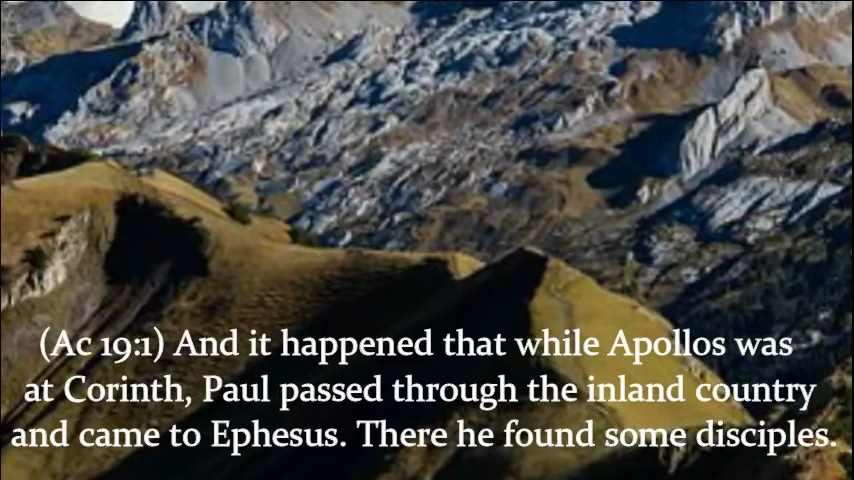 (Ac 19:1) And it happened that while Apollos was
at Corinth, Paul passed through the inland country
and came to Ephesus. There he found some disciples.